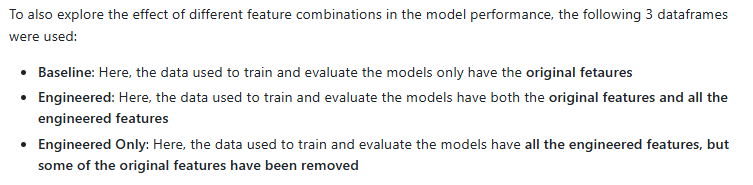 To also explore the effect of different feature combinations in the model performance, the following 3 dataframes
were used:
• Baseline: Here, the data used to train and evaluate the models only have the original fetaures
• Engineered: Here, the data used to train and evaluate the models have both the original features and all the
engineered features
• Engineered Only: Here, the data used to train and evaluate the models have all the engineered features, but
some of the original features have been removed